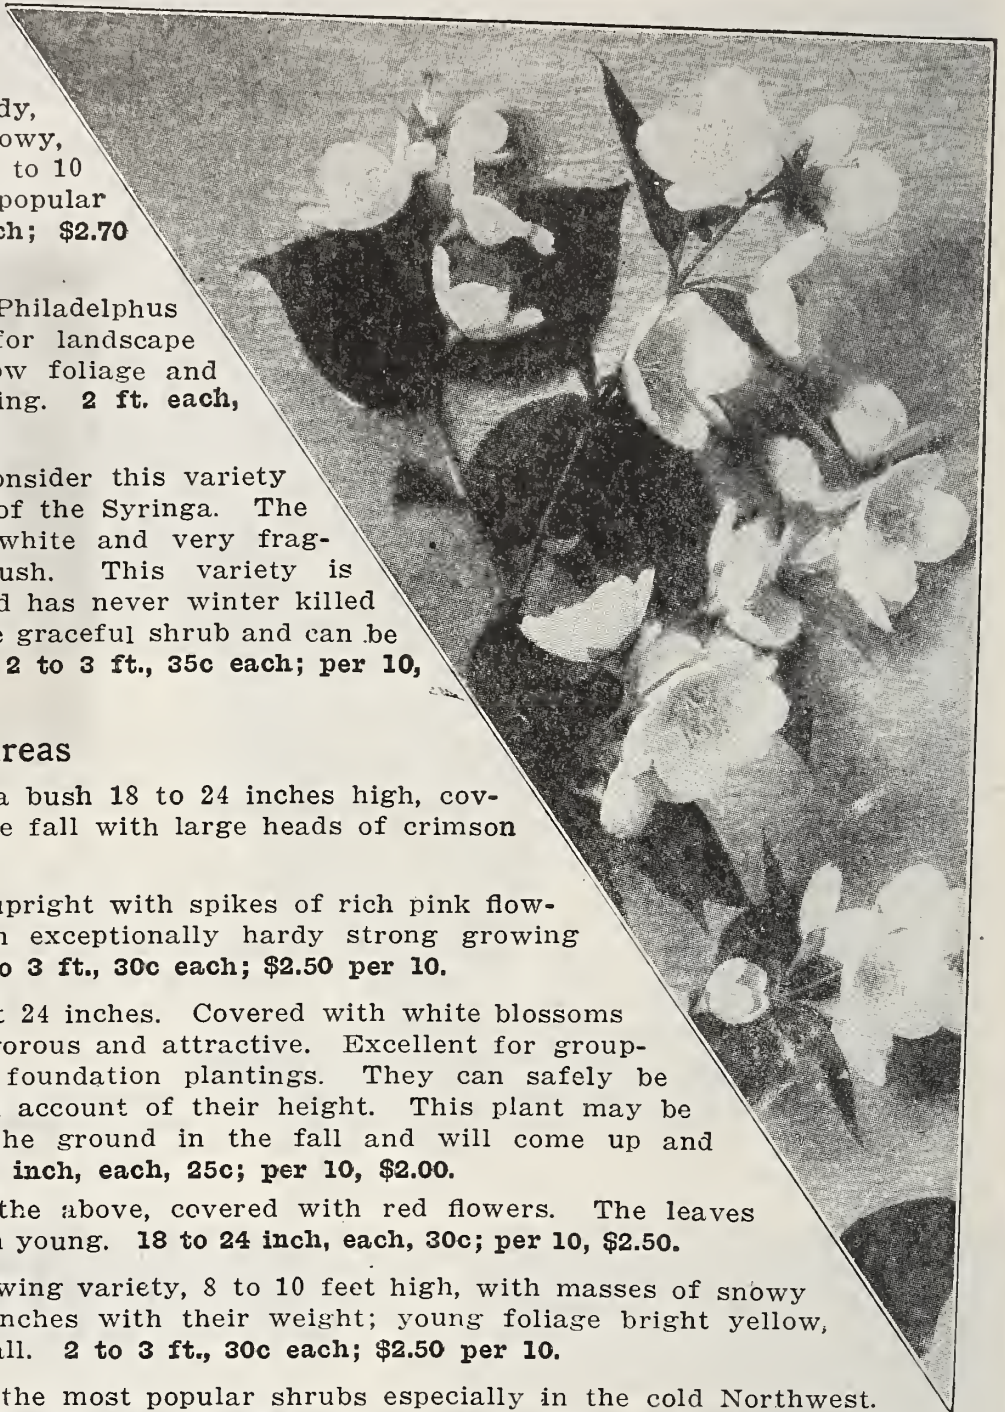 dy,
owy,
to 10
popular
ch; $2.70
Philadelphus
for landscape
ow foliage and
ing. 2 ft. each,
onsider this variety
of the Syringa. The
white and very frag-
ush. This variety is
d has never winter killed
e graceful shrub and can be
2 to 3 ft., 35c each; per 10,
reas
a bush 18 to 24 inches high, cov-
e fall with large heads of crimson
upright with spikes of rich pink flow-
n exceptionally hardy strong growing
o 3 ft., 30c each; $2.50 per 10.
t 24 inches. Covered with white blossoms
gorous and attractive. Excellent for group-
foundation plantings. They can safely be
account of their height. This plant may be
he ground in the fall and will come up and
inch, each, 25c; per 10, $2.00.
the above, covered with red flowers. The leaves
n young. 18 to 24 inch, each, 30c; per 10, $2.50.
wing variety, 8 to 10 feet high, with masses of snowy
nches with their weight; young foliage bright yellow,
all. 2 to 3 ft., 30c each; $2.50 per 10.
the most popular shrubs especially in the cold Northwest.